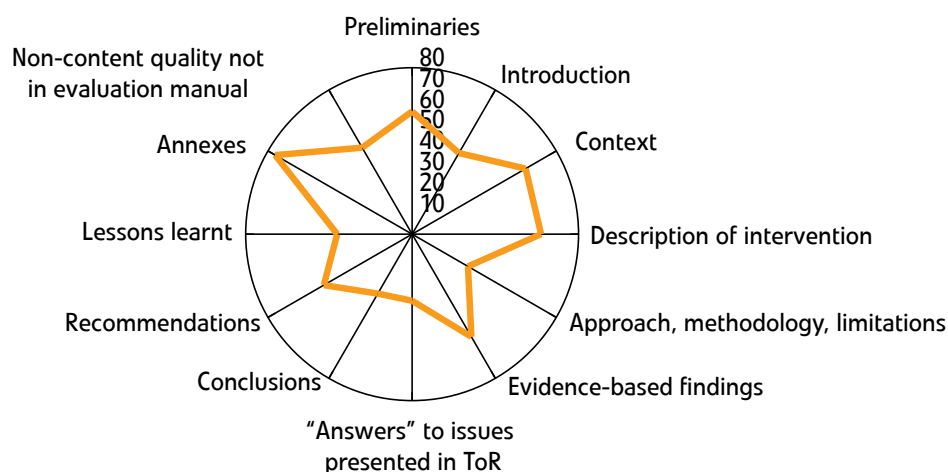 Preliminaries
Non-content quality not
in evaluation manual
80
70
60
50
40
30
20
10
Introduction
Annexes
Context
Lessons learnt
Description of intervention
Recommendations
Approach, methodology, limitations
Conclusions
Evidence-based findings
“Answers” to issues
presented in ToR